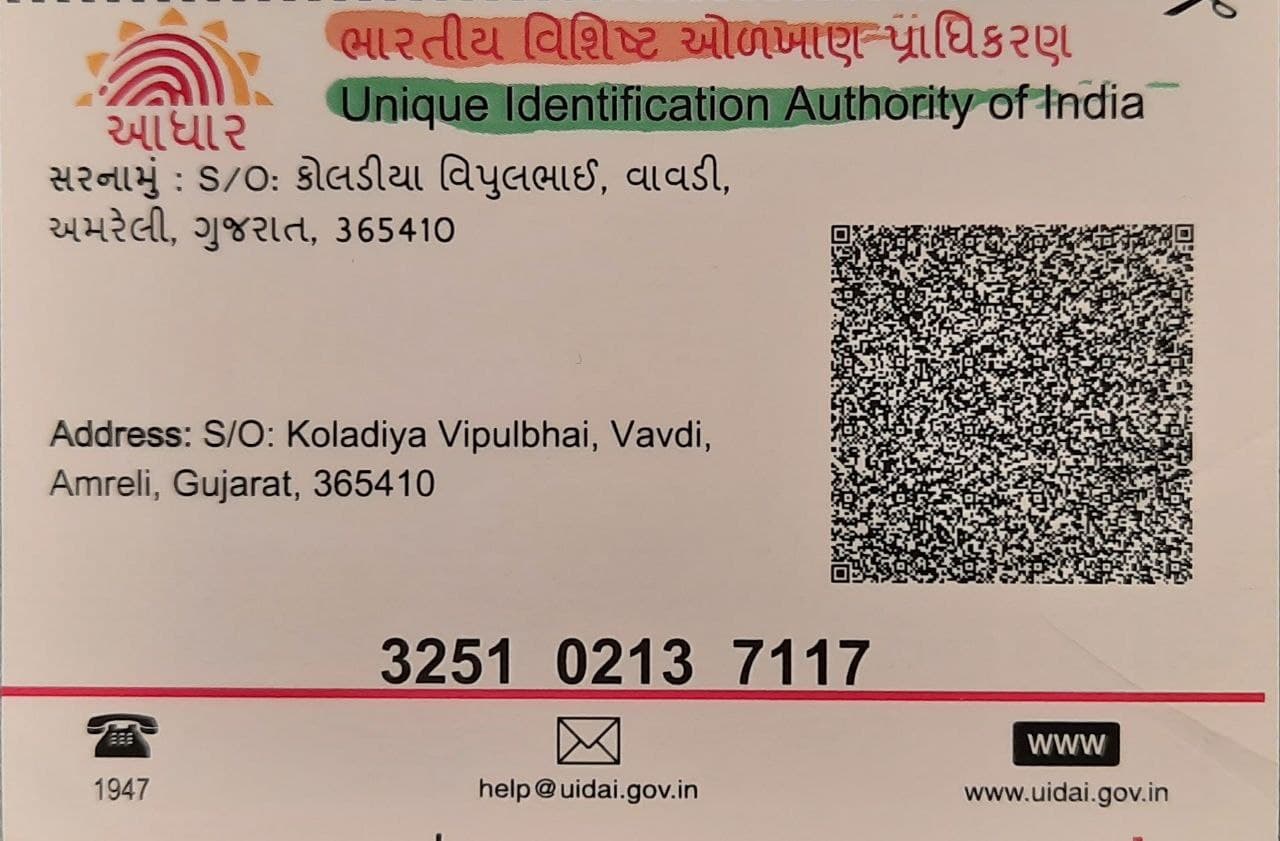 ભારતીય વિશિષ્ટ ઓળખાણ પ્રાધિકરણ
Unique Identification Authority of India
આધાર
સરનામું : S/O: કોલડીયા વિપુલભાઈ, વાવડી,
અમરેલી, ગુજરાત, 365410
Address: S/O: Koladiya Vipulbhai, Vavdi,
Amreli, Gujarat, 365410
3251 0213 7117
1947
help@uidai.gov.in
WWW
www.uidai.gov.in